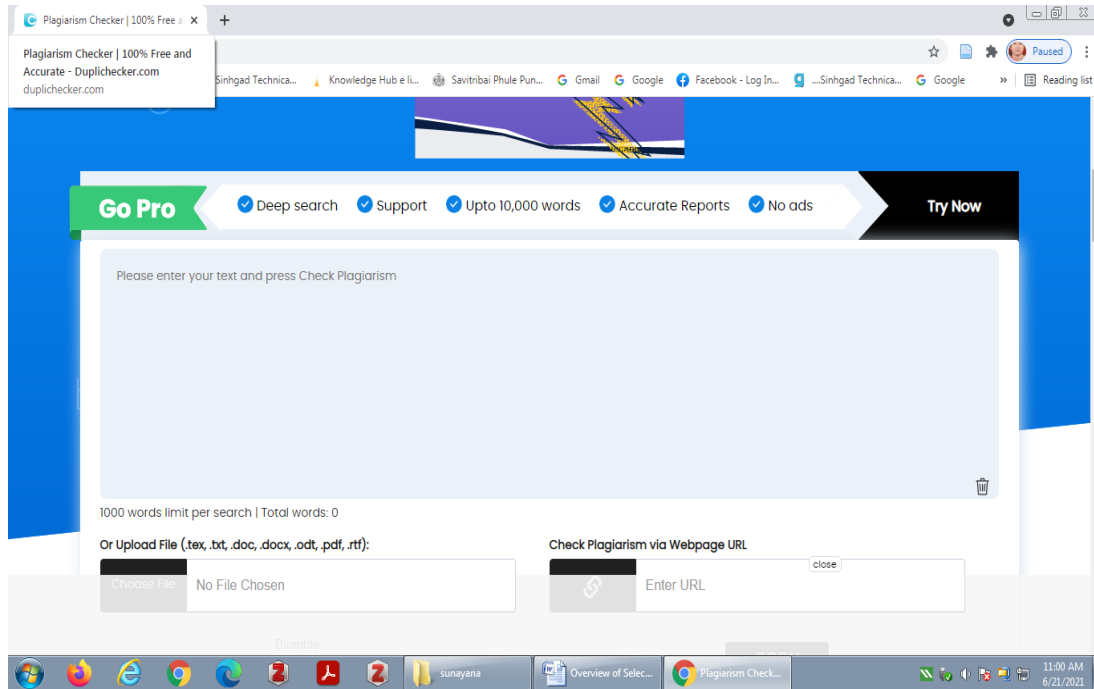 Plagiarism Checker | 100% Free a
Plagiarism Checker | 100% Free and
Accurate - Duplichecker.com
duplichecker.com
Paused
Sinhgad Technica...
Knowledge Hub e li...
Savitribai Phule Pun...
Gmail
Google
Facebook - Log In...
....Sinhgad Technica...
Google
»
Reading list
Go Pro
Deep search
Support
Upto 10,000 words
Accurate Reports
No ads
Try Now
Please enter your text and press Check Plagiarism
1000 words limit per search | Total words: 0
Or Upload File (.tex, .txt, .doc, .docx, .odt, .pdf, .rtf):
Check Plagiarism via Webpage URL
close
Choose File
No File Chosen
Enter URL
Blumble
sunayana
Overview of Selec...
Plagiarism Check...
11:00 AM
6/21/2021